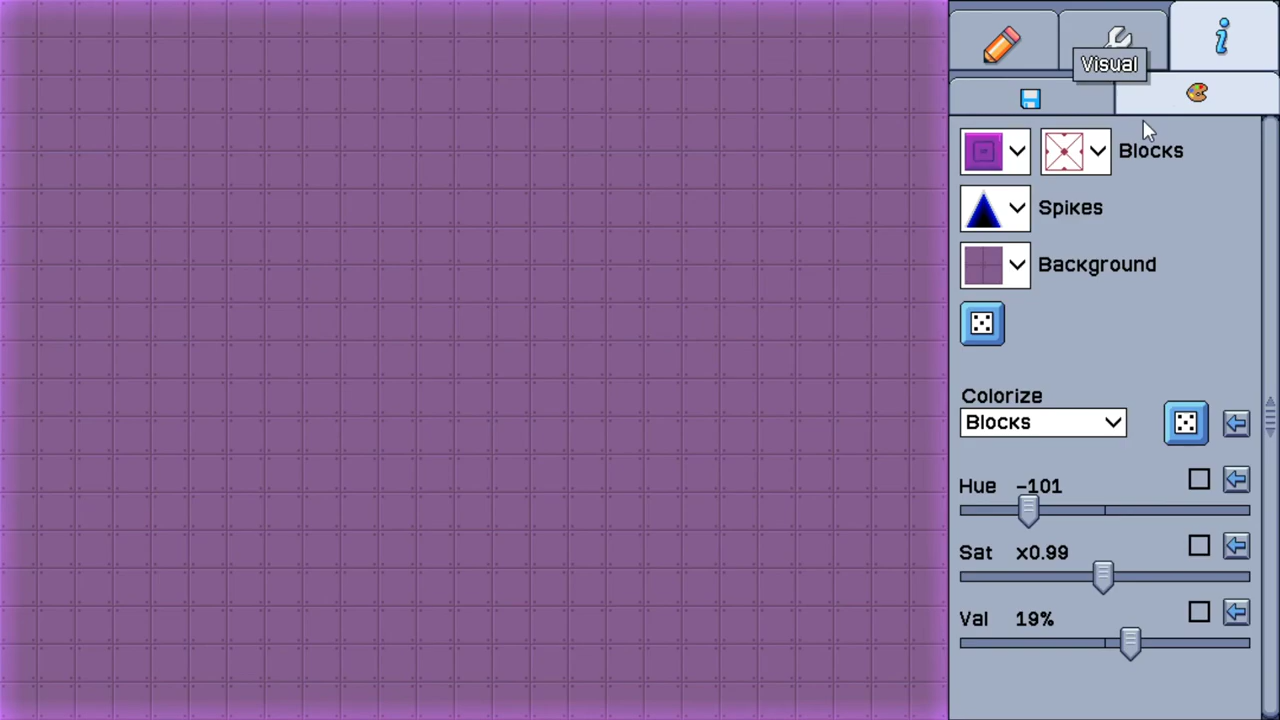 Visual
Blocks
Spikes
Background
Colorize
Blocks
Hue -101
Sat x0.99
Val 19%